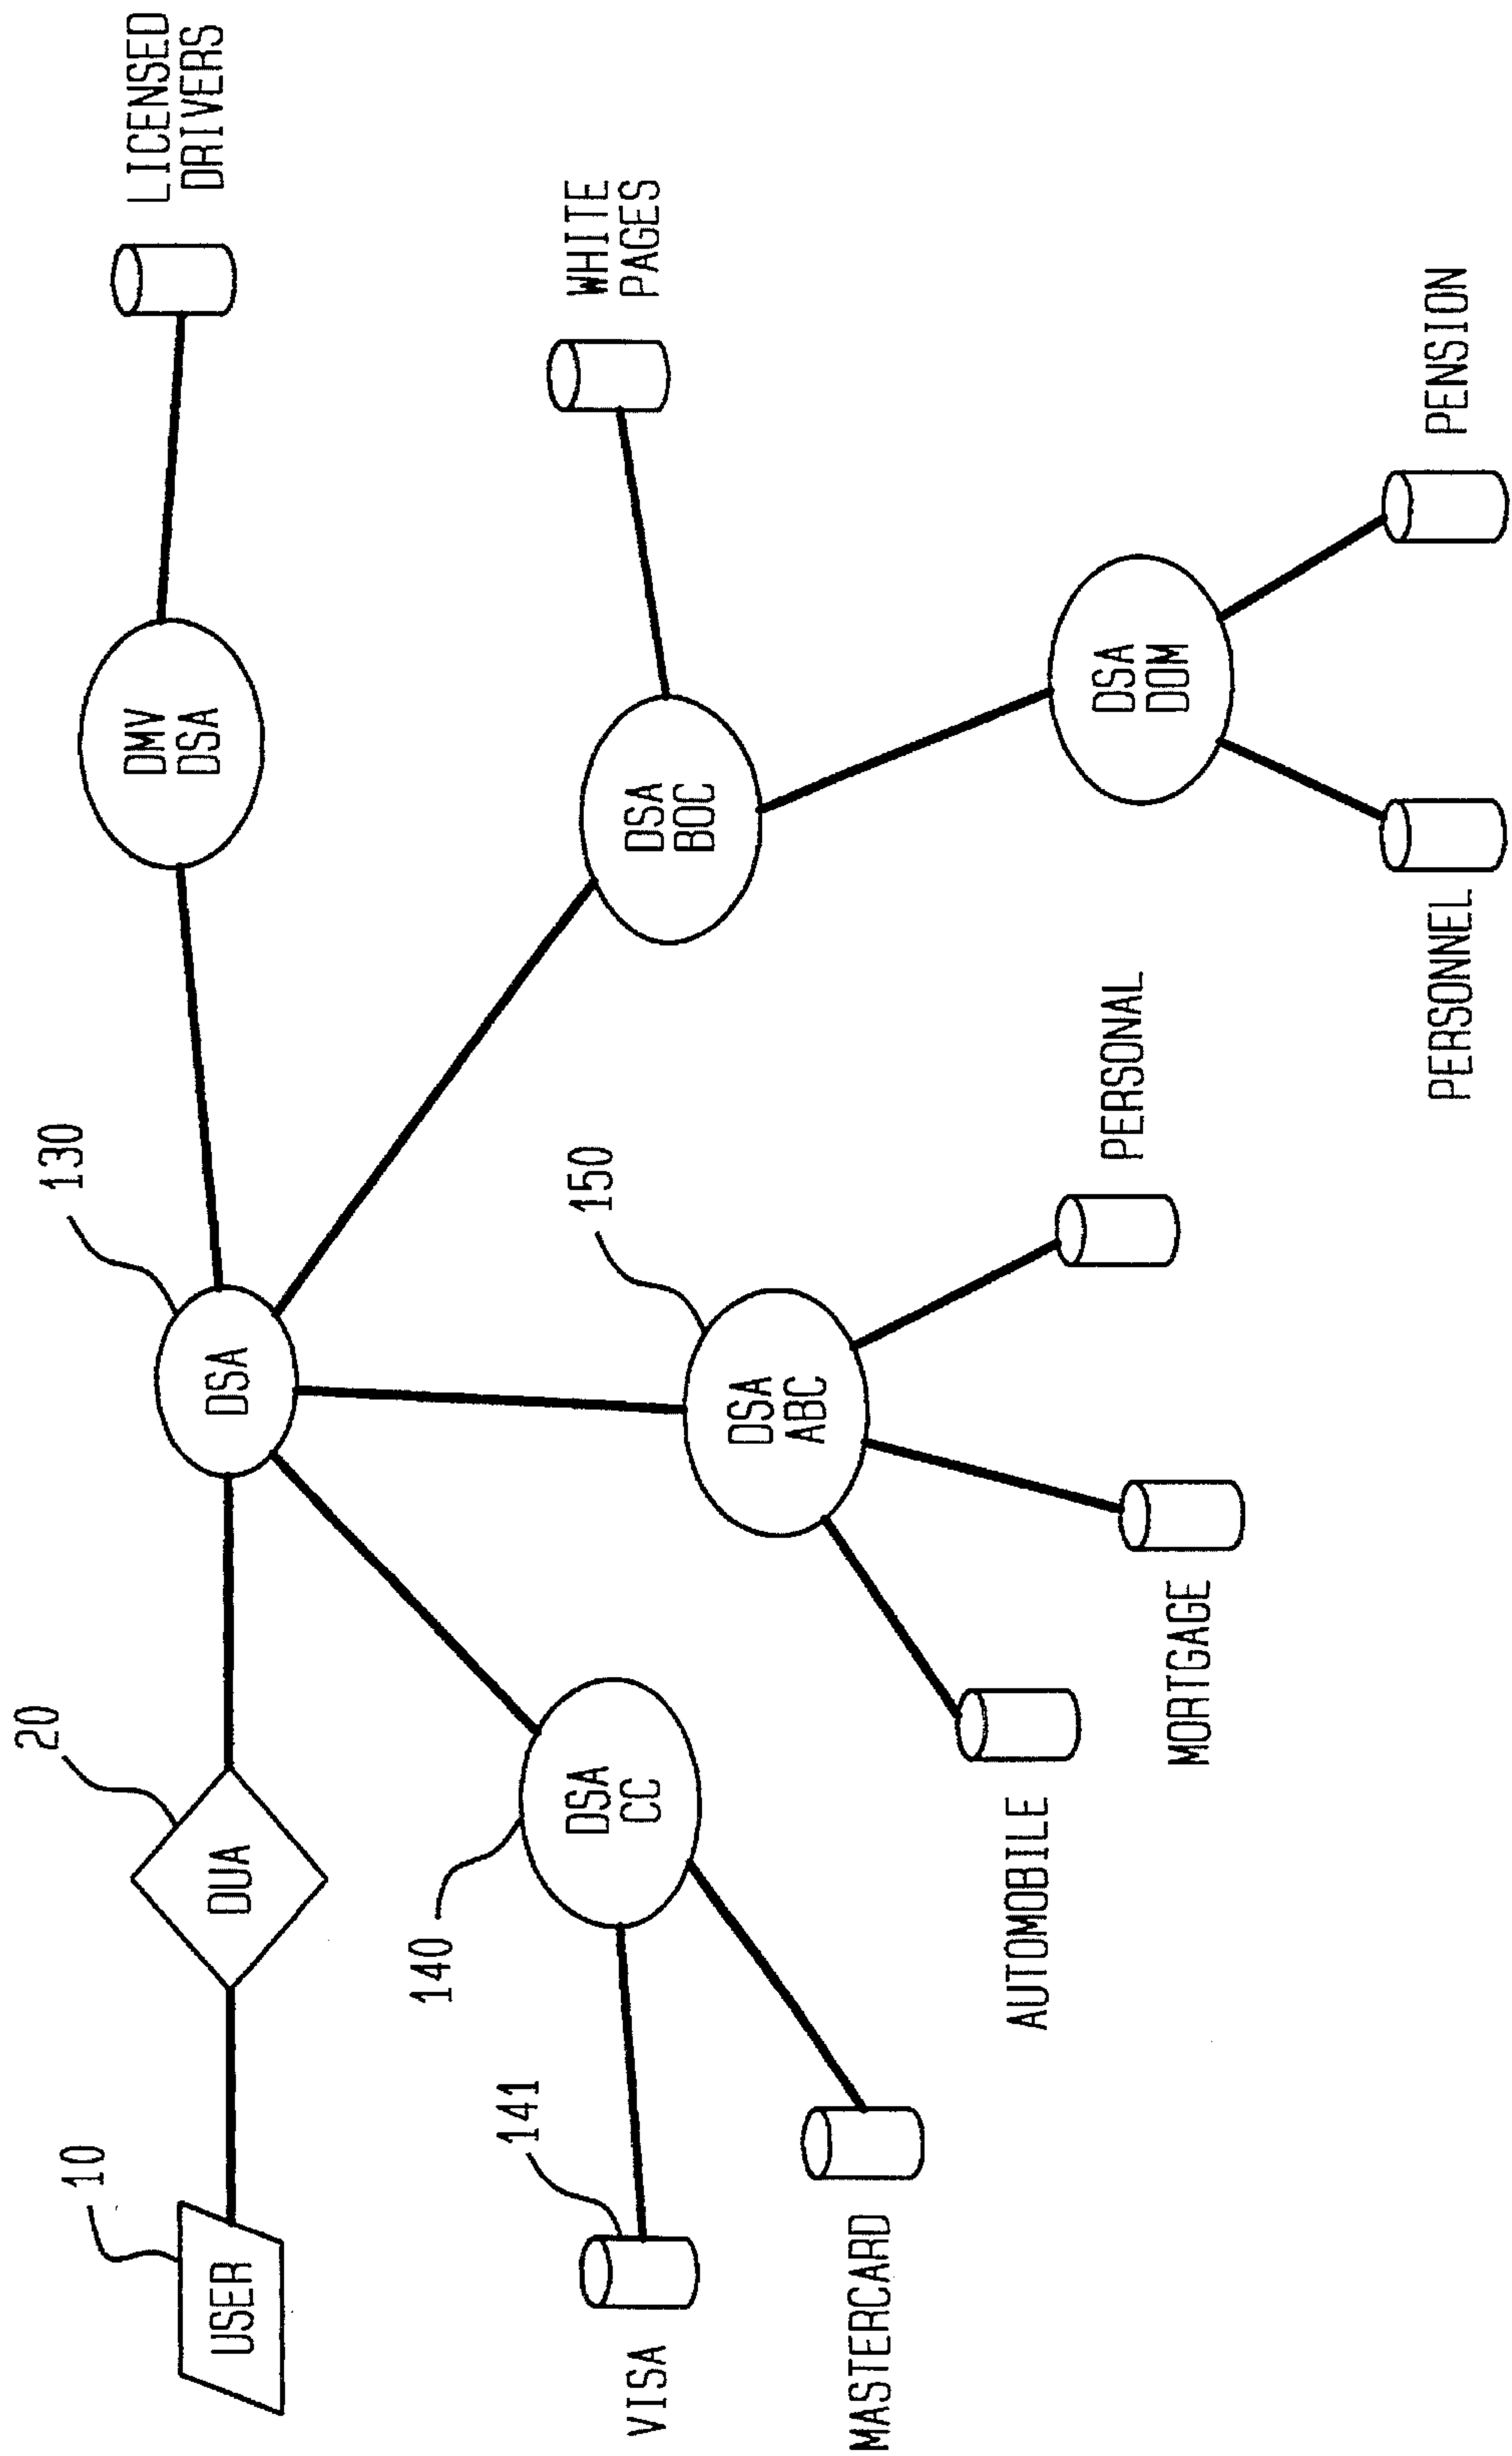 10
USER
20
DUA
130
DSA
DMV
DSA
LICENSED
DRIVERS
140
DSA
CC
141
VISA
MASTERCARD
150
DSA
ABC
AUTOMOBILE
MORTGAGE
PERSONAL
DSA
BOC
WHITE
PAGES
DSA
DOM
PERSONNEL
PENSION